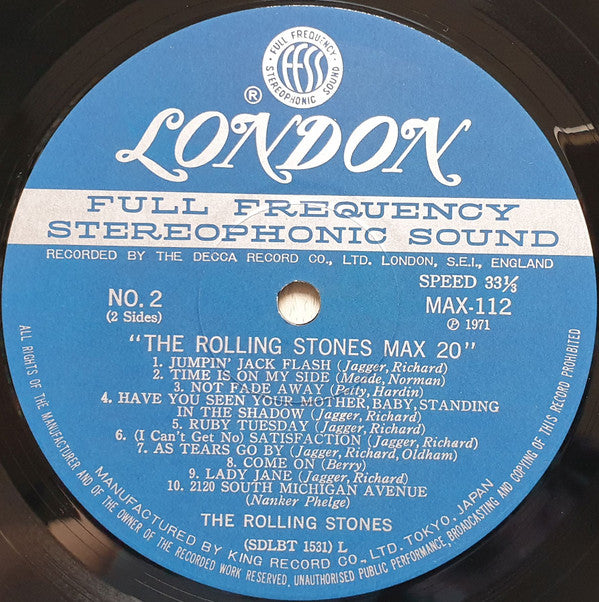 FULL FREQUENCY
ffss
STEREOPHONIC SOUND
®
LONDON
FULL FREQUENCY
STEREOPHONIC SOUND
RECORDED BY THE DECCA RECORD CO., LTD. LONDON, S.E.I., ENGLAND
SPEED 33⅓
NO. 2
MAX-112
(2 Sides)
Ⓟ 1971
"THE ROLLING STONES MAX 20"
1. JUMPIN' JACK FLASH (Jagger, Richard)
2. TIME IS ON MY SIDE (Meade, Norman)
3. NOT FADE AWAY (Petty, Hardin)
4. HAVE YOU SEEN YOUR MOTHER, BABY, STANDING
IN THE SHADOW (Jagger, Richard)
5. RUBY TUESDAY (Jagger, Richard)
6. (I Can't Get No) SATISFACTION (Jagger, Richard)
7. AS TEARS GO BY (Jagger, Richard, Oldham)
8. COME ON (Berry)
9. LADY JANE (Jagger, Richard)
10. 2120 SOUTH MICHIGAN AVENUE
(Nanker Phelge)
THE ROLLING STONES
(SDLBT 1531) L
MANUFACTURED BY KING RECORD CO., LTD. TOKYO, JAPAN
ALL RIGHTS OF THE MANUFACTURER AND OF THE OWNER OF THE RECORDED WORK RESERVED, UNAUTHORISED PUBLIC PERFORMANCE, BROADCASTING AND COPYING OF THIS RECORD PROHIBITED